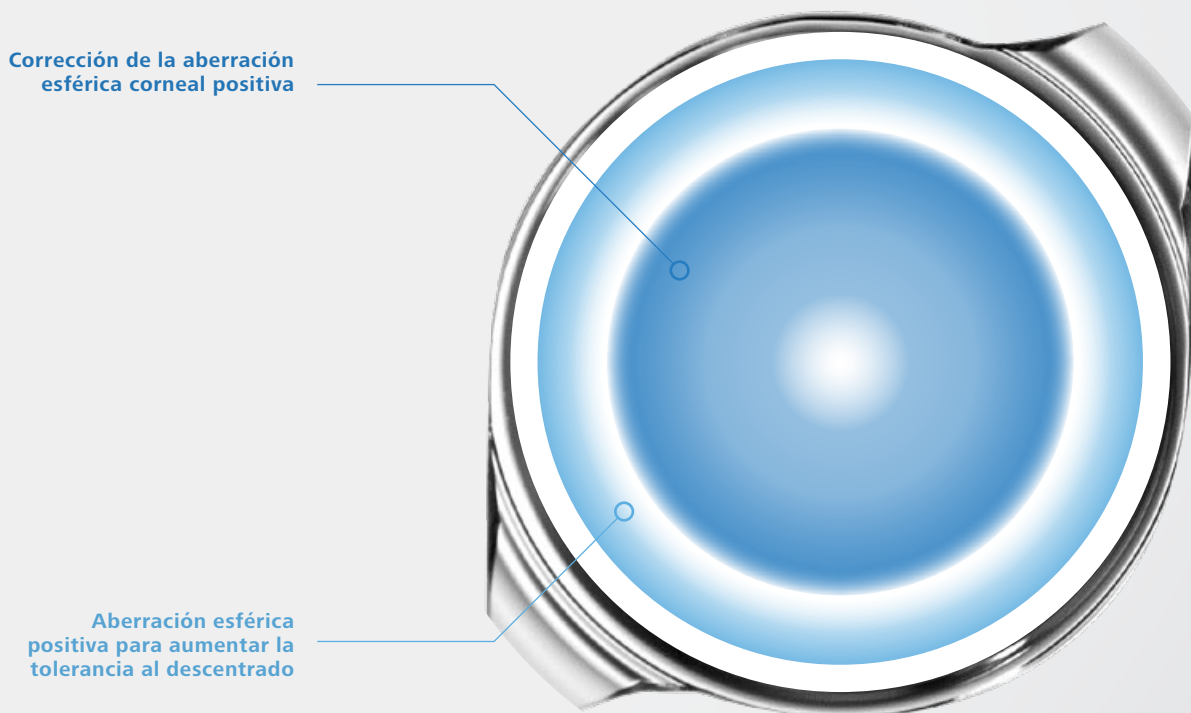 Corrección de la aberración
esférica corneal positiva
Aberración esférica
positiva para aumentar la
tolerancia al descentrado